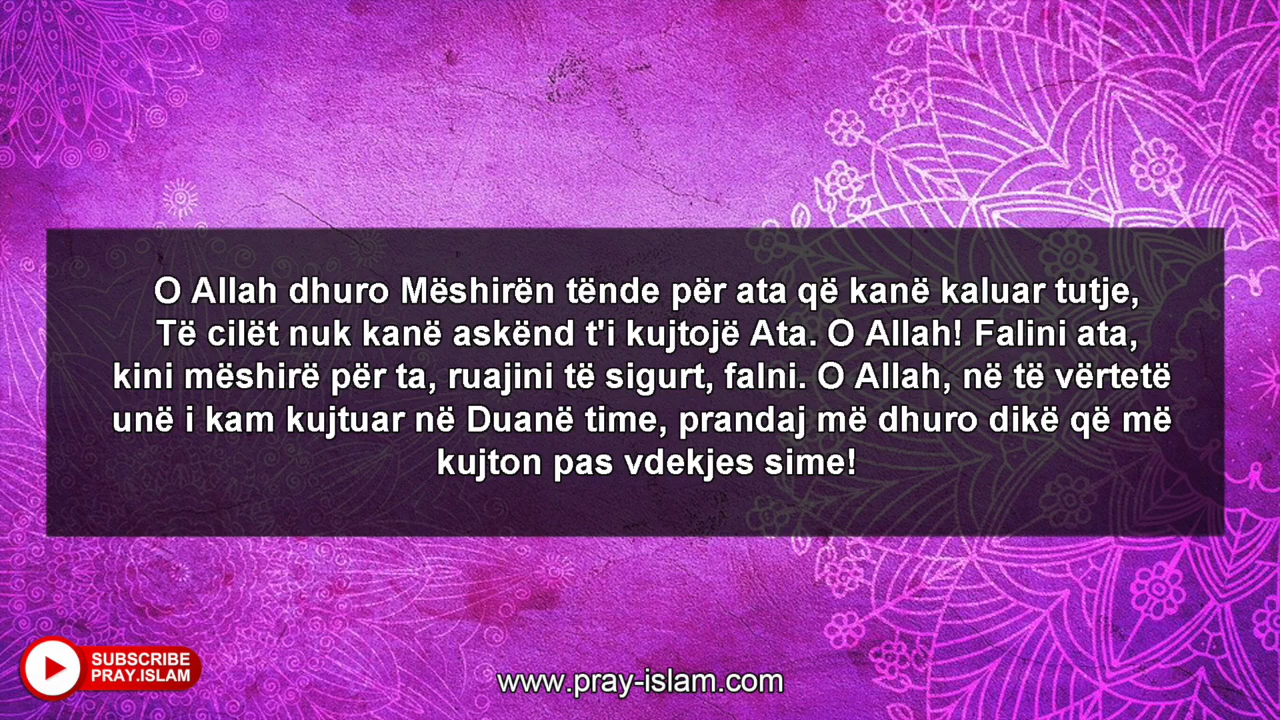 O Allah dhuro Mëshirën tënde për ata që kanë kaluar tutje,
Të cilët nuk kanë askënd t'i kujtojë Ata. O Allah! Falini ata,
kini mëshirë për ta, ruajini të sigurt, falni. O Allah, në të vërtetë
unë i kam kujtuar në Duanë time, prandaj më dhuro dikë që më
kujton pas vdekjes sime!
SUBSCRIBE
PRAY.ISLAM
www.pray-islam.com